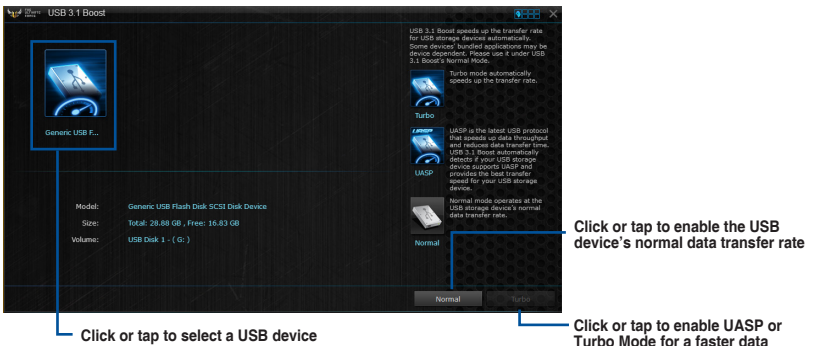 USB 3.1 Boost
USB 3.1 Boost speeds up the transfer rate
for USB storage devices automatically.
Some devices' bundled applications may be
device dependent. Please use it under USB
3.1 Boost's Normal Mode.
Turbo mode automatically
speeds up the transfer rate.
Turbo
Generic USB F...
UASP
UASP is the latest USB protocol
that speeds up data throughput
and reduces data transfer time.
USB 3.1 Boost automatically
detects if your USB storage
device supports UASP and
provides the best transfer
speed for your USB storage
device.
UASP
Normal mode operates at the
USB storage device's normal
data transfer rate.
Normal
Model: Generic USB Flash Disk SCSI Disk Device
Size: Total: 28.88 GB , Free: 16.83 GB
Volume: USB Disk 1 - ( G: )
Normal
Turbo
Click or tap to enable the USB
device's normal data transfer rate
Click or tap to select a USB device
Click or tap to enable UASP or
Turbo Mode for a faster data